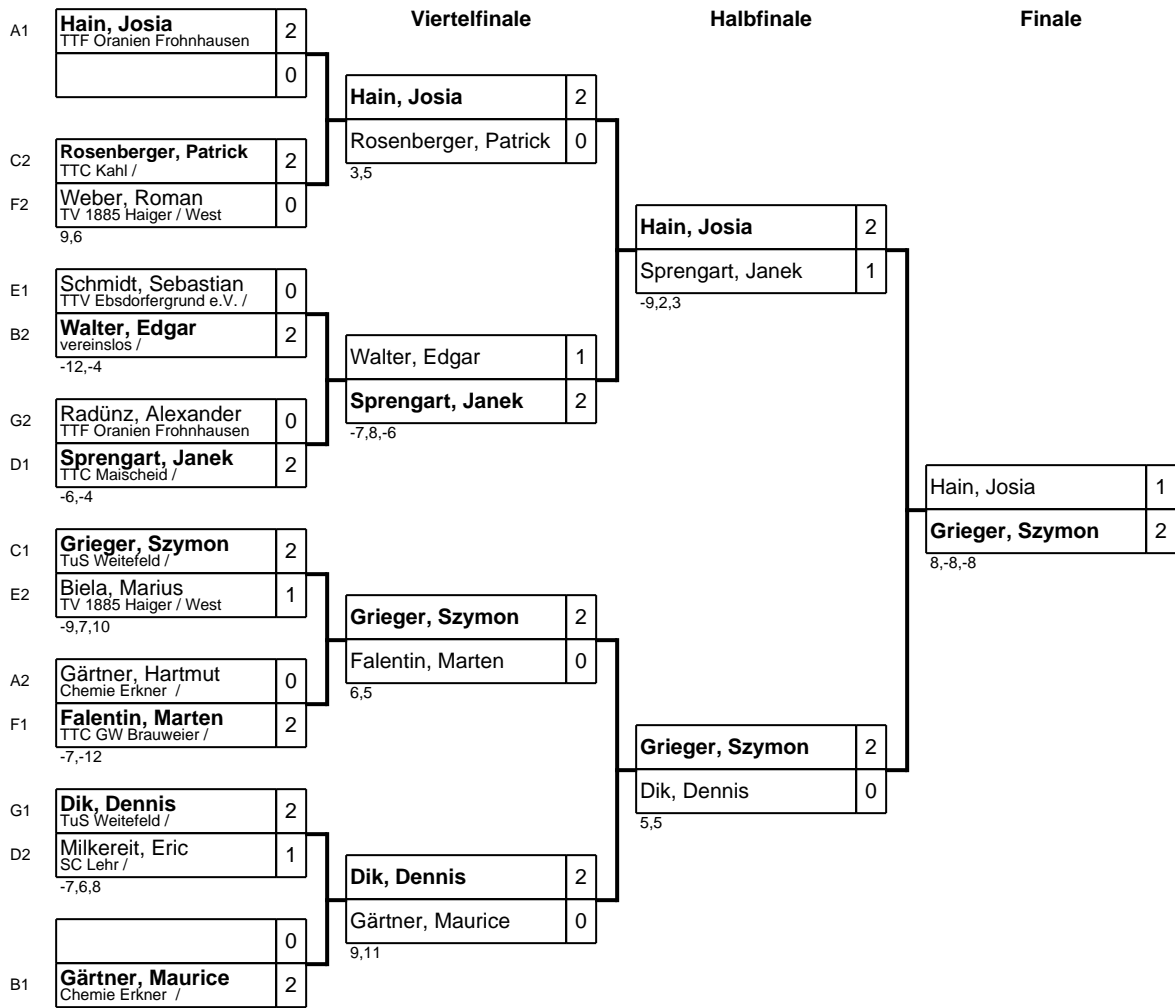 Viertelfinale
Halbfinale
Finale
A1
Hain, Josia
2
TTF Oranien Frohnhausen
0
C2
Rosenberger, Patrick
2
TTC Kahl /
F2
Weber, Roman
0
TV 1885 Haiger / West
9,6
E1
Schmidt, Sebastian
0
TTV Ebsdorfergrund e.V. /
B2
Walter, Edgar
2
vereinslos /
-12,-4
G2
Radünz, Alexander
0
TTF Oranien Frohnhausen
D1
Sprengart, Janek
2
TTC Maischeid /
-6,-4
C1
Grieger, Szymon
2
TuS Weitefeld /
E2
Biela, Marius
1
TV 1885 Haiger / West
-9,7,10
A2
Gärtner, Hartmut
0
Chemie Erkner /
F1
Falentin, Marten
2
TTC GW Brauweier /
-7,-12
G1
Dik, Dennis
2
TuS Weitefeld /
D2
Milkereit, Eric
1
SC Lehr /
-7,6,8
0
B1
Gärtner, Maurice
2
Chemie Erkner /
Hain, Josia
2
Rosenberger, Patrick
0
3,5
Walter, Edgar
1
Sprengart, Janek
2
-7,8,-6
Grieger, Szymon
2
Falentin, Marten
0
6,5
Dik, Dennis
2
Gärtner, Maurice
0
9,11
Hain, Josia
2
Sprengart, Janek
1
-9,2,3
Grieger, Szymon
2
Dik, Dennis
0
5,5
Hain, Josia
1
Grieger, Szymon
2
8,-8,-8